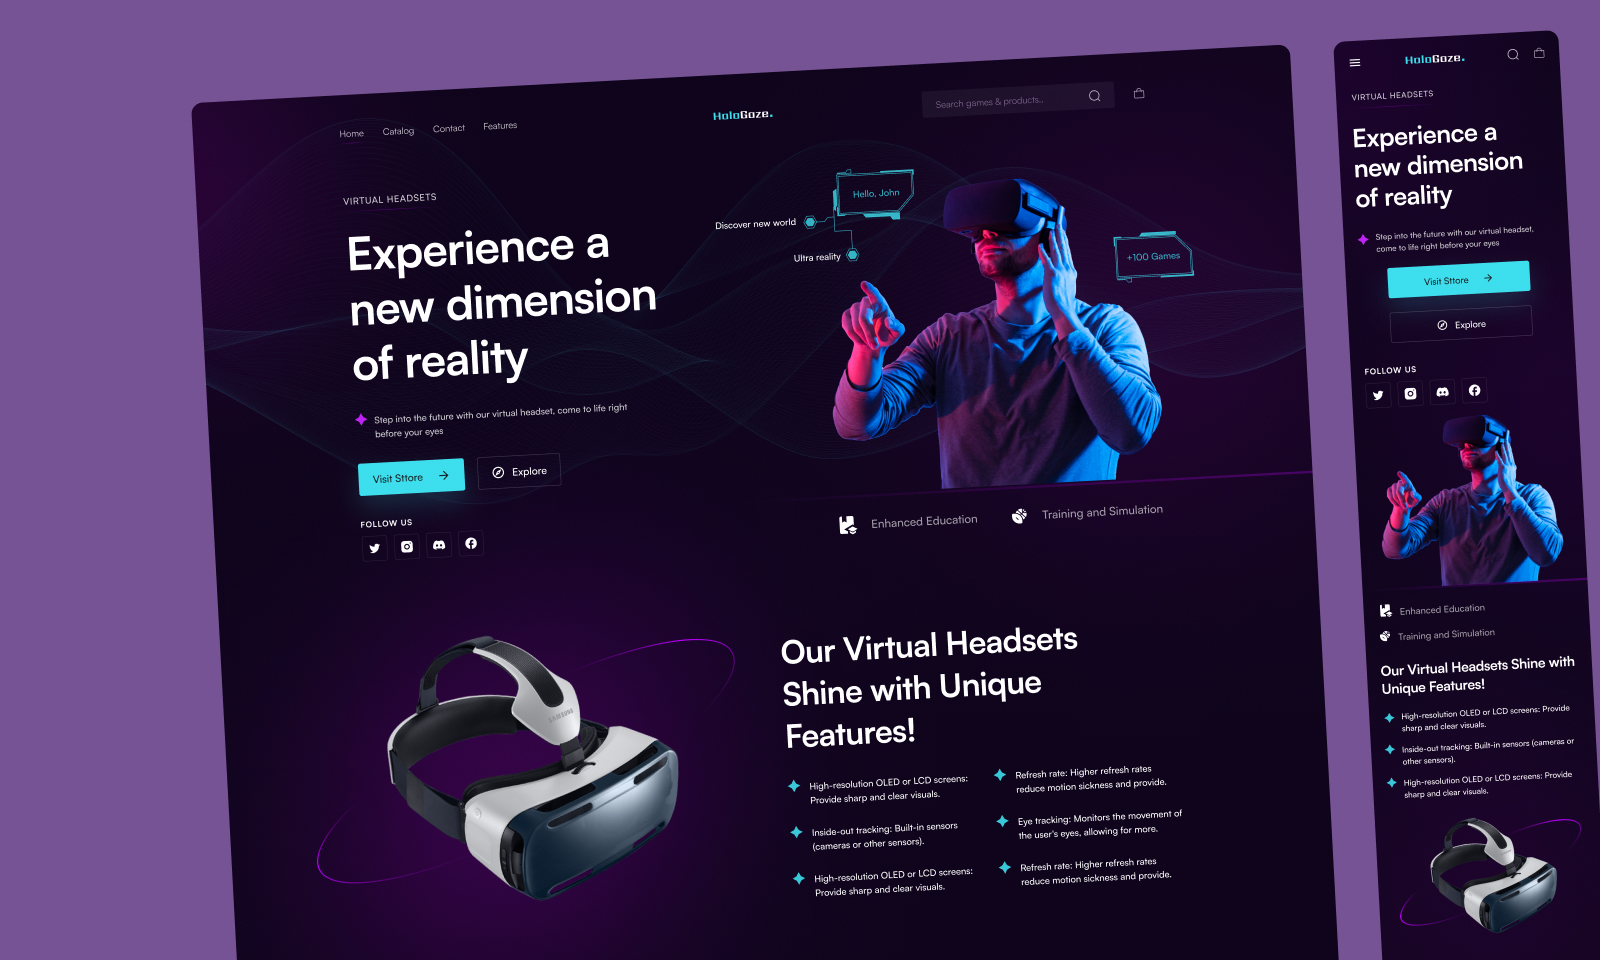 Home Catalog Contact Features
HoloGaze.
Search games & products..
VIRTUAL HEADSETS
Experience a
new dimension
of reality
Step into the future with our virtual headset, come to life right
before your eyes
Visit Sttore
Explore
FOLLOW US
Hello, John
Discover new world
Ultra reality
+100 Games
Enhanced Education
Training and Simulation
SAMSUNG
Our Virtual Headsets
Shine with Unique
Features!
High-resolution OLED or LCD screens:
Provide sharp and clear visuals.
Inside-out tracking: Built-in sensors
(cameras or other sensors).
High-resolution OLED or LCD screens:
Provide sharp and clear visuals.
Refresh rate: Higher refresh rates
reduce motion sickness and provide.
Eye tracking: Monitors the movement of
the user's eyes, allowing for more.
Refresh rate: Higher refresh rates
reduce motion sickness and provide.
HoloGaze.
VIRTUAL HEADSETS
Experience a
new dimension
of reality
Step into the future with our virtual headset,
come to life right before your eyes
Visit Sttore
Explore
FOLLOW US
Enhanced Education
Training and Simulation
Our Virtual Headsets Shine with
Unique Features!
High-resolution OLED or LCD screens: Provide
sharp and clear visuals.
Inside-out tracking: Built-in sensors (cameras or
other sensors).
High-resolution OLED or LCD screens: Provide
sharp and clear visuals.